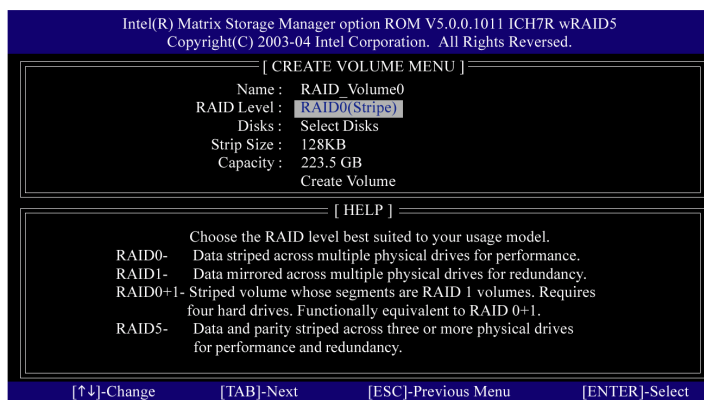 Intel(R) Matrix Storage Manager option ROM V5.0.0.1011 ICH7R wRAID5
Copyright(C) 2003-04 Intel Corporation. All Rights Reversed.
[ CREATE VOLUME MENU ]
Name : RAID_Volume0
RAID Level : RAID0(Stripe)
Disks : Select Disks
Strip Size : 128KB
Capacity : 223.5 GB
Create Volume
[ HELP ]
Choose the RAID level best suited to your usage model.
RAID0- Data striped across multiple physical drives for performance.
RAID1- Data mirrored across multiple physical drives for redundancy.
RAID0+1- Striped volume whose segments are RAID 1 volumes. Requires
four hard drives. Functionally equivalent to RAID 0+1.
RAID5- Data and parity striped across three or more physical drives
for performance and redundancy.
[↑↓]-Change [TAB]-Next [ESC]-Previous Menu [ENTER]-Select